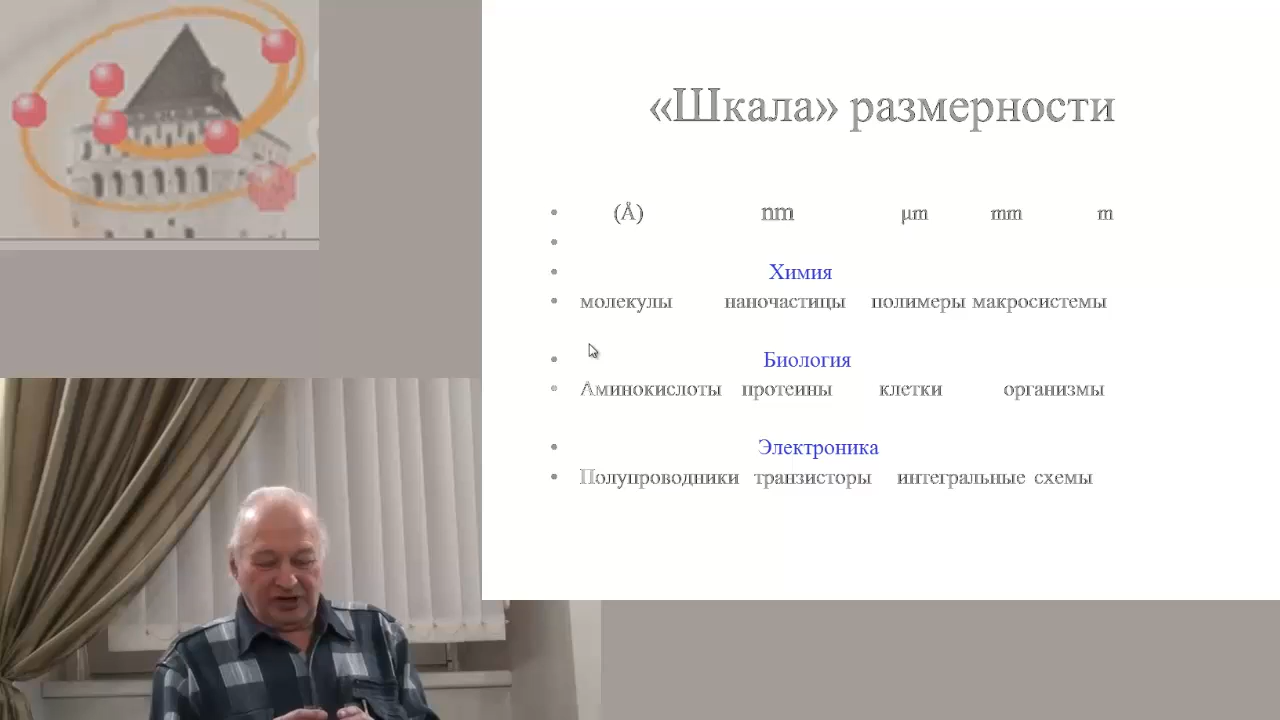 «Шкала» размерности
(Å) nm μm mm m
Химия
молекулы наночастицы полимеры макросистемы
Биология
Аминокислоты протеины клетки организмы
Электроника
Полупроводники транзисторы интегральные схемы